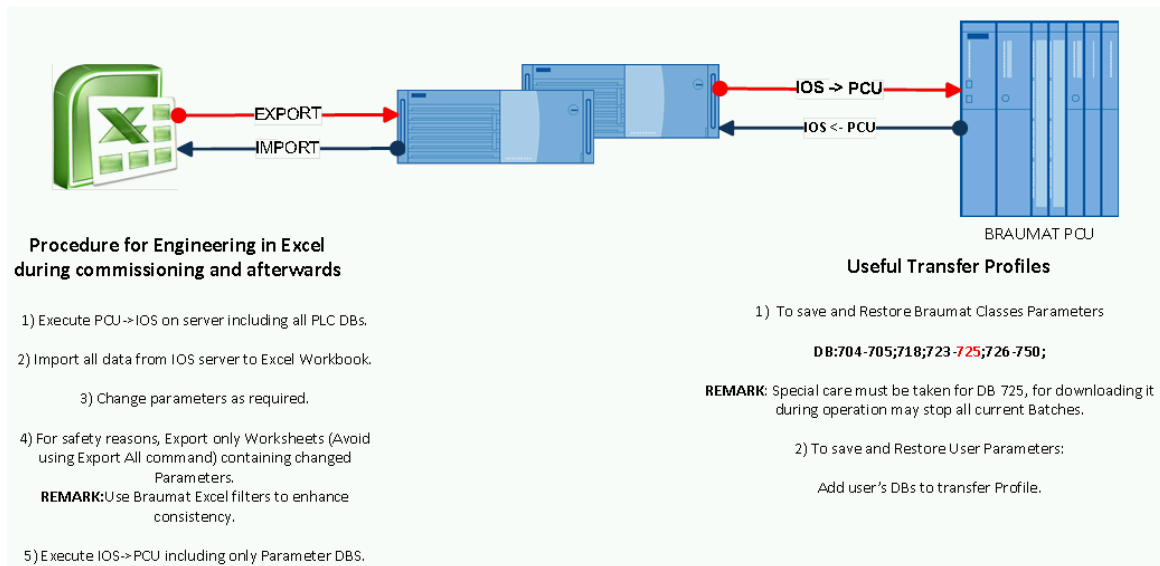 EXPORT
IMPORT
IOS -> PCU
IOS <- PCU
BRAUMAT PCU
Procedure for Engineering in Excel
during commissioning and afterwards
1) Execute PCU->IOS on server including all PLC DBs.
2) Import all data from IOS server to Excel Workbook.
3) Change parameters as required.
4) For safety reasons, Export only Worksheets (Avoid
using Export All command) containing changed
Parameters.
REMARK:Use Braumat Excel filters to enhance
consistency.
5) Execute IOS->PCU including only Parameter DBS.
Useful Transfer Profiles
1) To save and Restore Braumat Classes Parameters
DB:704-705;718;723-725;726-750;
REMARK: Special care must be taken for DB 725, for downloading it
during operation may stop all current Batches.
2) To save and Restore User Parameters:
Add user's DBs to transfer Profile.